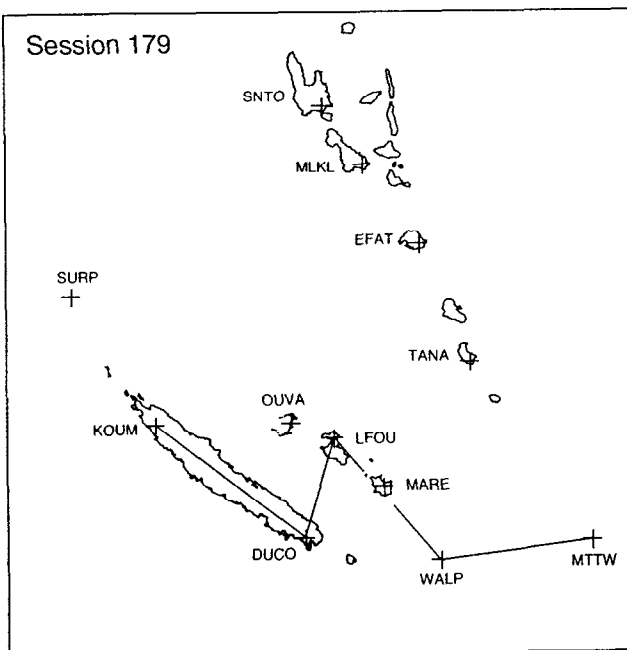 Session 179
SNTO
MLKL
EFAT
SURP
TANA
OUVA
KOUM
LFOU
MARE
DUCO
WALP
MTTW